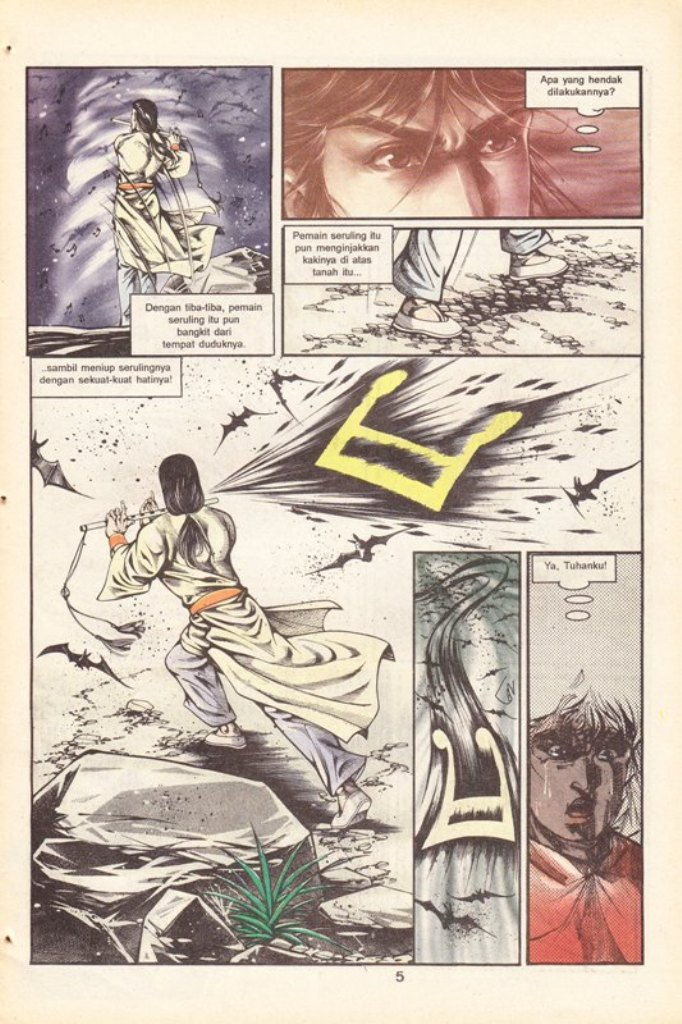 Dengan tiba-tiba, pemain
seruling itu pun
bangkit dari
tempat duduknya.
Apa yang hendak
dilakukannya?
Pemain seruling itu
pun menginjakkan
kakinya di atas
tanah itu...
..sambil meniup serulingnya
dengan sekuat-kuat hatinya!
Ya, Tuhanku!
5